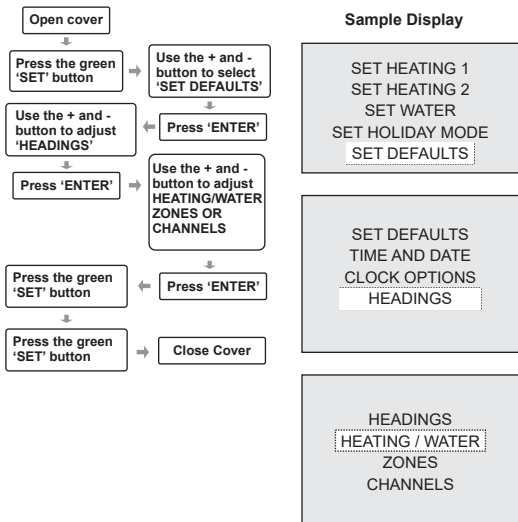 Open cover
Press the green
‘SET’ button
Use the + and -
button to select
‘SET DEFAULTS’
Press ‘ENTER’
Use the + and -
button to adjust
‘HEADINGS’
Press ‘ENTER’
Use the + and -
button to adjust
HEATING/WATER
ZONES OR
CHANNELS
Press ‘ENTER’
Press the green
‘SET’ button
Press the green
‘SET’ button
Close Cover
Sample Display
SET HEATING 1
SET HEATING 2
SET WATER
SET HOLIDAY MODE
SET DEFAULTS
SET DEFAULTS
TIME AND DATE
CLOCK OPTIONS
HEADINGS
HEADINGS
HEATING / WATER
ZONES
CHANNELS